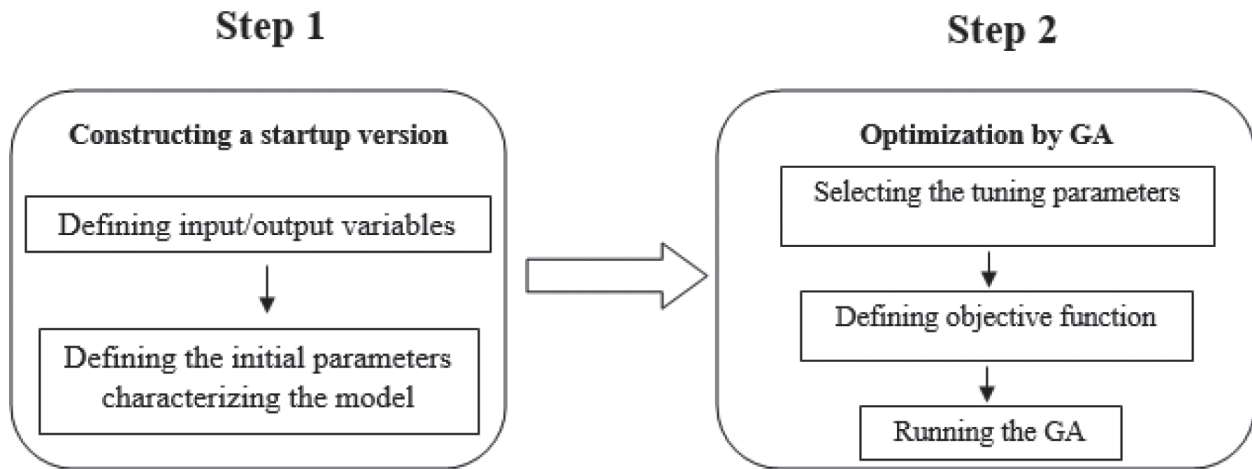 Step 1
Constructing a startup version
Defining input/output variables
Defining the initial parameters
characterizing the model
Step 2
Optimization by GA
Selecting the tuning parameters
Defining objective function
Running the GA